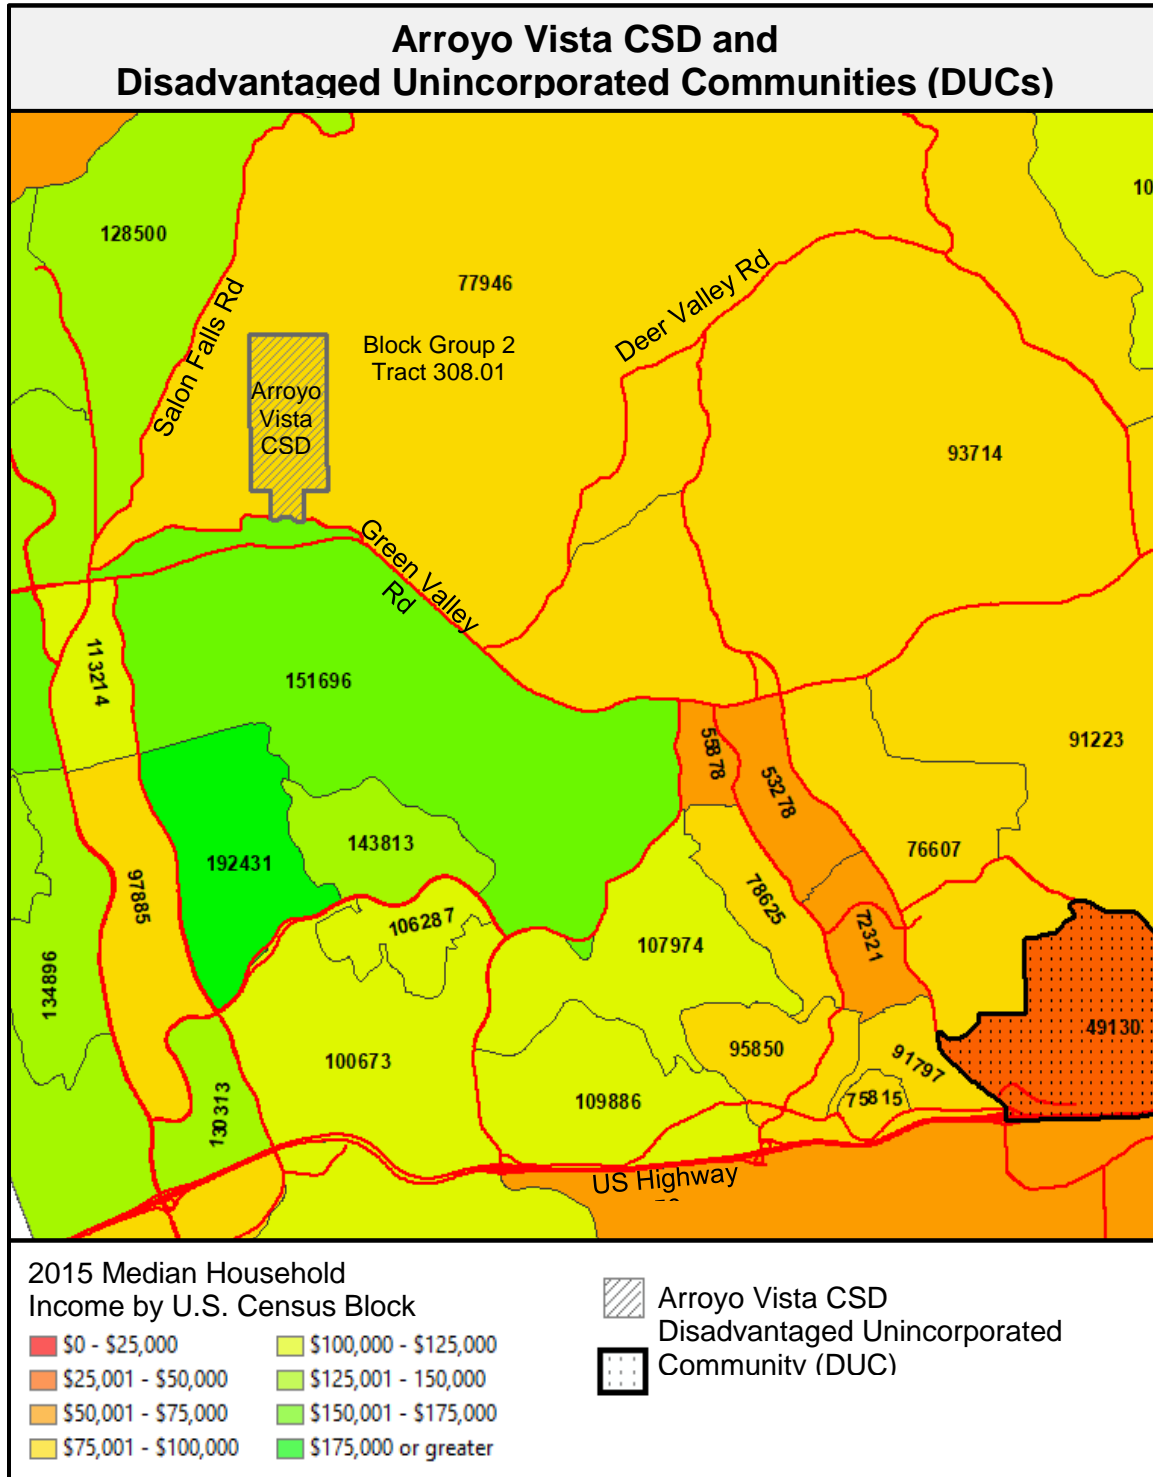 Arroyo Vista CSD and
Disadvantaged Unincorporated Communities (DUCs)
10
128500
77946
Salon Falls Rd
Deer Valley Rd
Block Group 2
Tract 308.01
Arroyo
Vista
CSD
93714
Green Valley
Rd
113214
151696
55878
91223
53278
143813
76607
192431
97885
78625
106287
72321
107974
134896
49130
95850
91797
100673
75815
109886
130313
US Highway
2015 Median Household
Income by U.S. Census Block
$0 - $25,000
$25,001 - $50,000
$50,001 - $75,000
$75,001 - $100,000
$100,000 - $125,000
$125,001 - 150,000
$150,001 - $175,000
$175,000 or greater
Arroyo Vista CSD
Disadvantaged Unincorporated
Community (DUC)